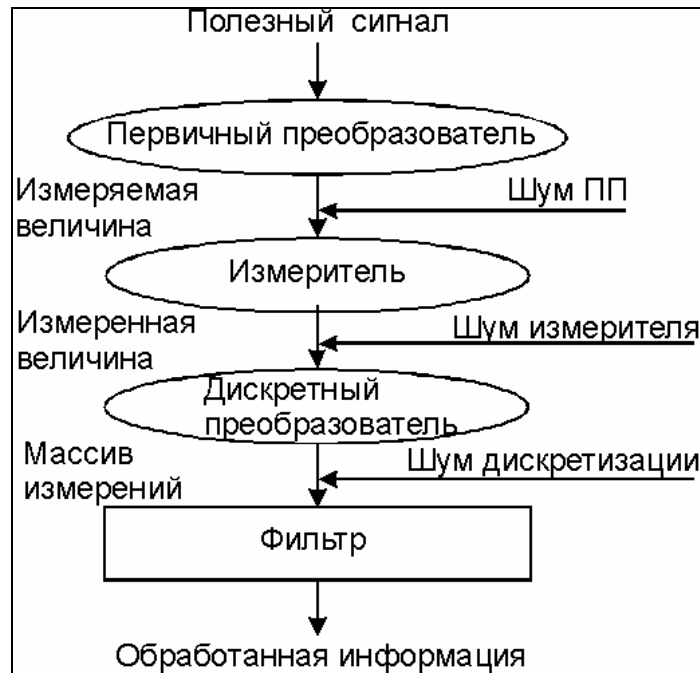 Полезный сигнал
Первичный преобразователь
Измеряемая
величина
Шум ПП
Измеритель
Измеренная
величина
Шум измерителя
Дискретный
преобразователь
Массив
измерений
Шум дискретизации
Фильтр
Обработанная информация